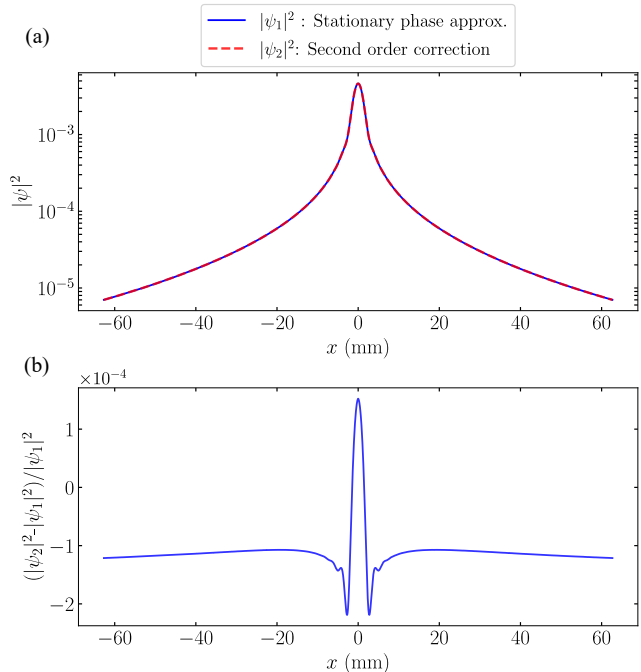 |ψ₁|² : Stationary phase approx.
(a)
|ψ₂|²: Second order correction
10⁻³
|ψ|²
10⁻⁴
10⁻⁵
−60 −40 −20 0 20 40 60
x (mm)
(b)
×10⁻⁴
1
0
−1
−2
(|ψ₂|²-|ψ₁|²)/|ψ₁|²
−60 −40 −20 0 20 40 60
x (mm)